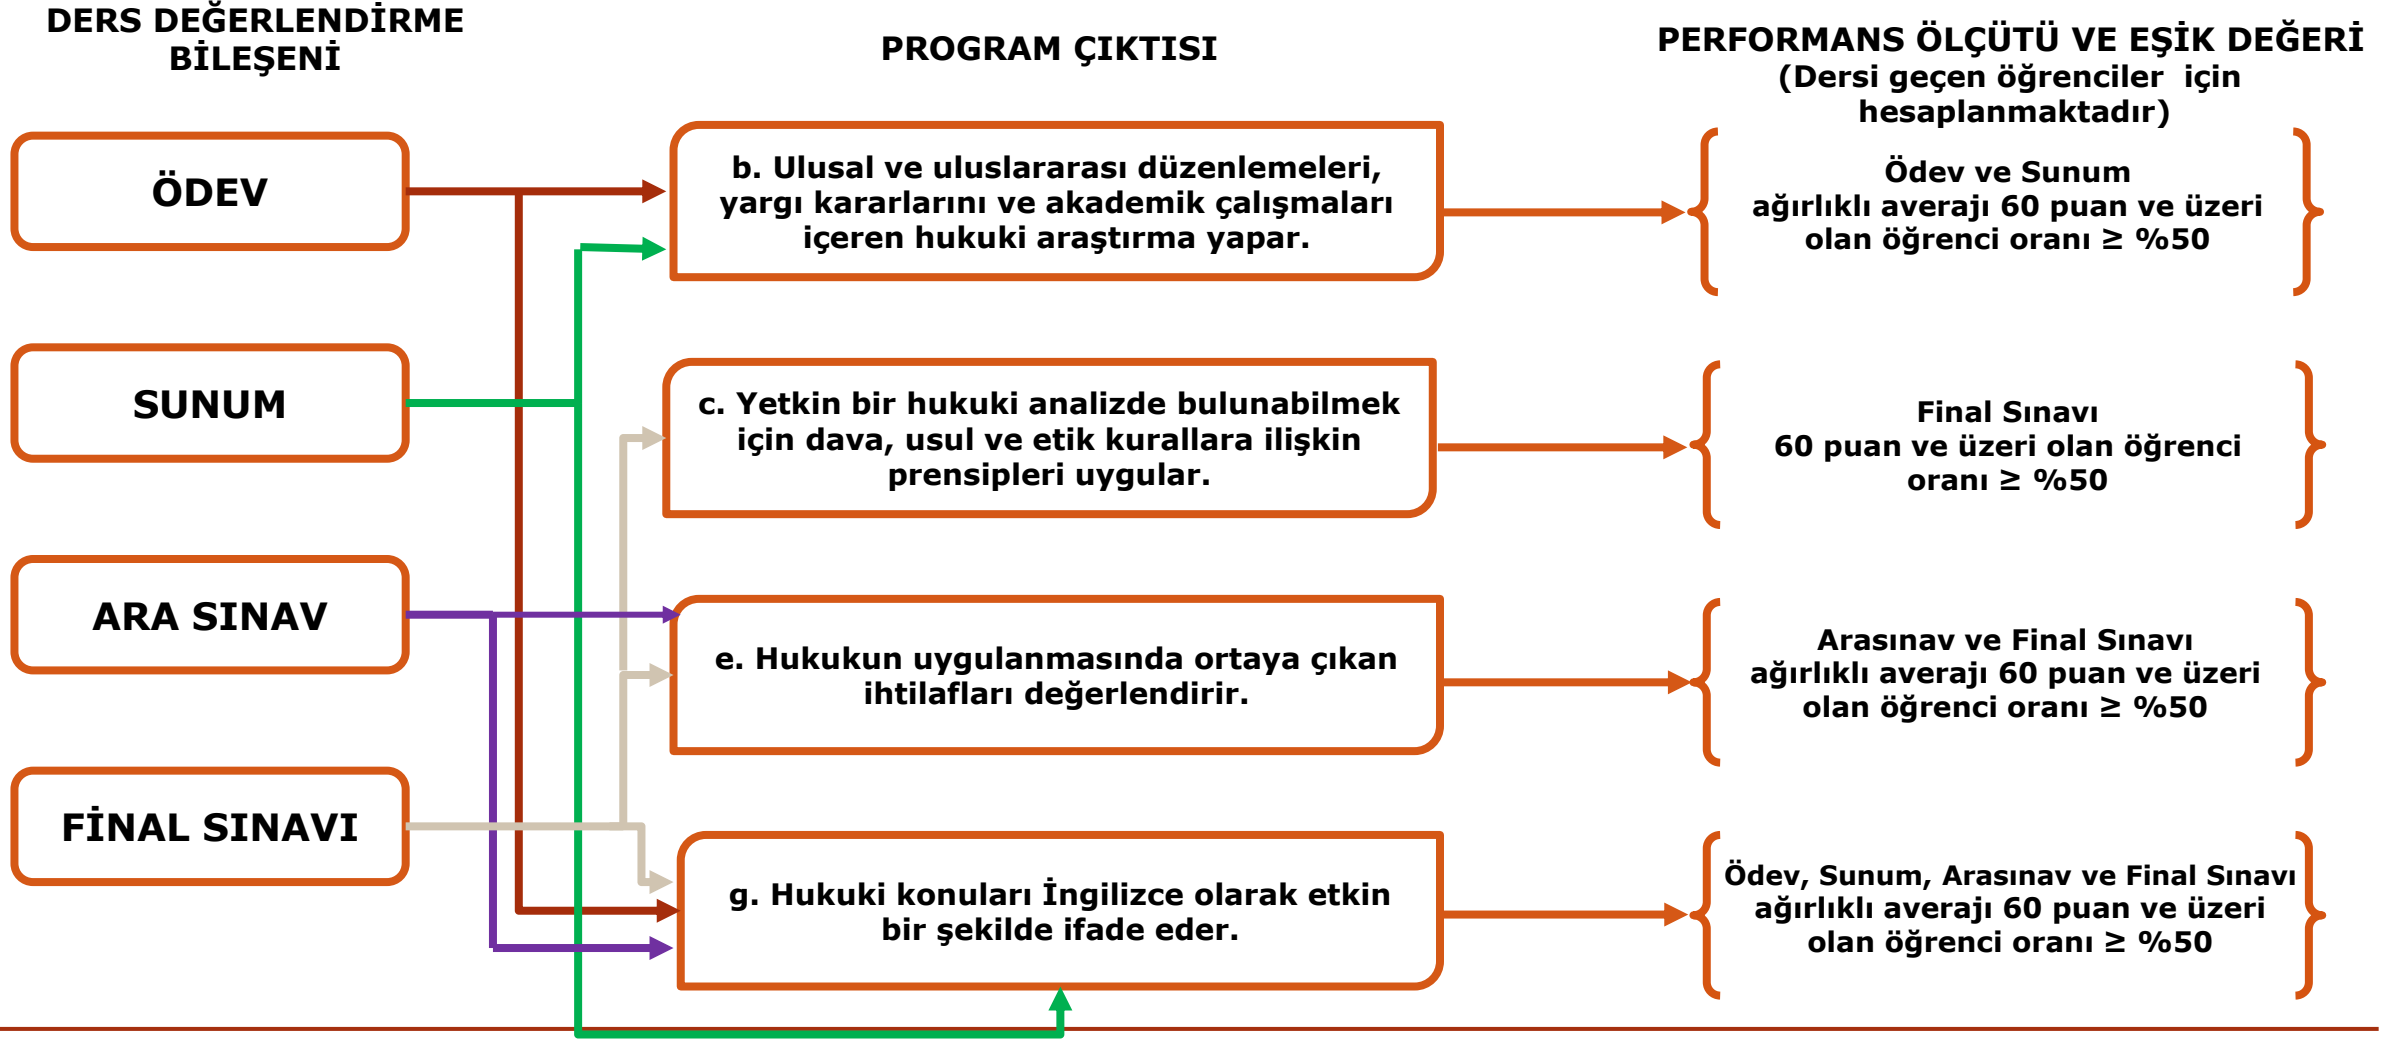 DERS DEĞERLENDİRME
BİLEŞENİ
PROGRAM ÇIKTISI
PERFORMANS ÖLÇÜTÜ VE EŞİK DEĞERİ
(Dersi geçen öğrenciler için
hesaplanmaktadır)
ÖDEV
b. Ulusal ve uluslararası düzenlemeleri,
yargı kararlarını ve akademik çalışmaları
içeren hukuki araştırma yapar.
Ödev ve Sunum
ağırlıklı averajı 60 puan ve üzeri
olan öğrenci oranı ≥ %50
SUNUM
c. Yetkin bir hukuki analizde bulunabilmek
için dava, usul ve etik kurallara ilişkin
prensipleri uygular.
Final Sınavı
60 puan ve üzeri olan öğrenci
oranı ≥ %50
ARA SINAV
e. Hukukun uygulanmasında ortaya çıkan
ihtilafları değerlendirir.
Arasınav ve Final Sınavı
ağırlıklı averajı 60 puan ve üzeri
olan öğrenci oranı ≥ %50
FİNAL SINAVI
g. Hukuki konuları İngilizce olarak etkin
bir şekilde ifade eder.
Ödev, Sunum, Arasınav ve Final Sınavı
ağırlıklı averajı 60 puan ve üzeri
olan öğrenci oranı ≥ %50